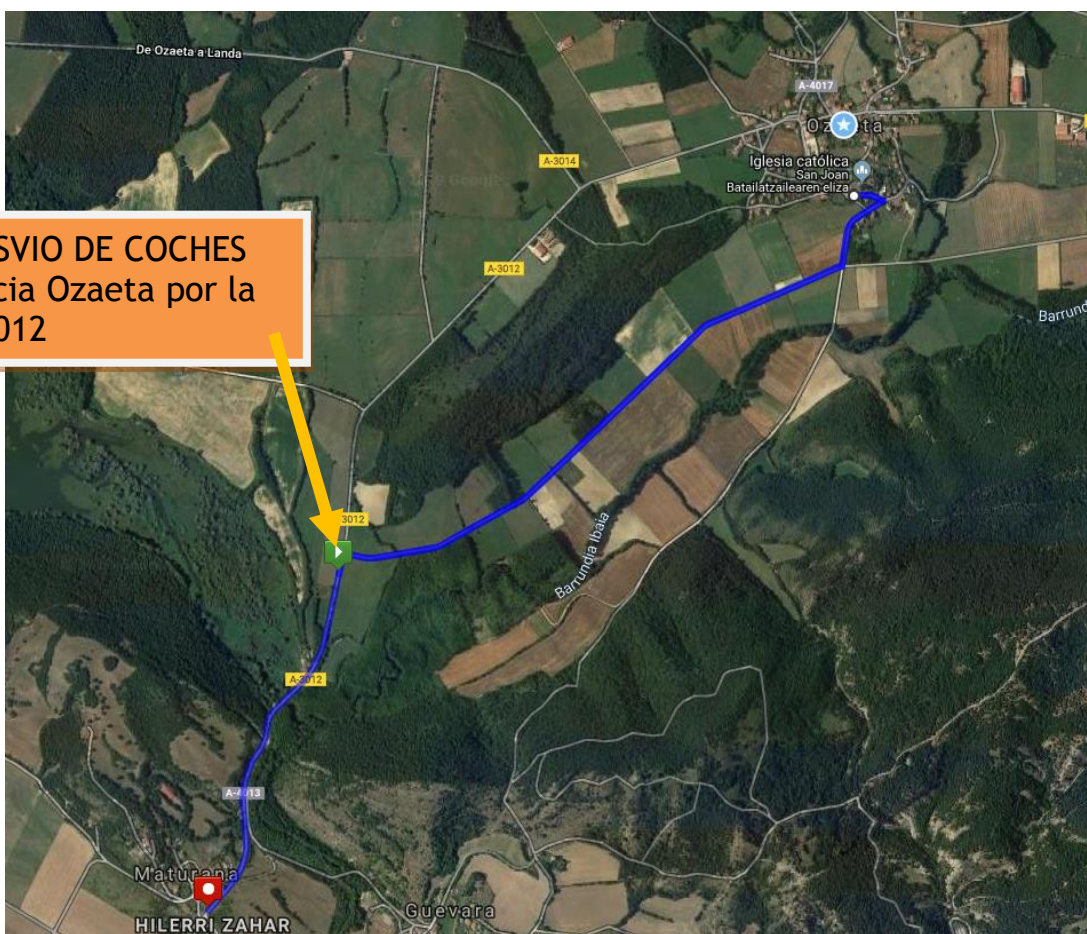 De Ozaeta a Landa
A-4017
Ozaeta
A-3014
Iglesia católica
San Joan
Bataiatzailearen eliza
A-3012
SVIO DE COCHES
cia Ozaeta por la
012
Barrund
3012
Barrundia Ibaia
A-3012
A-4013
Maturana
Guevara
HILERRI ZAHAR